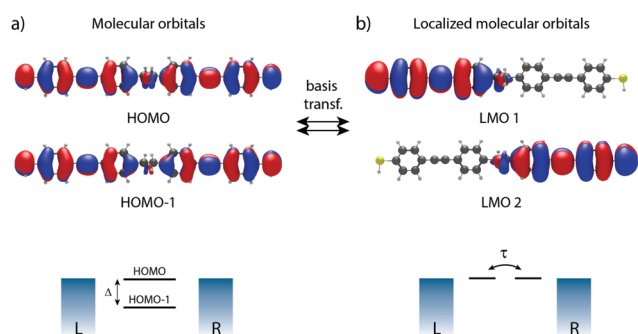 a)
Molecular orbitals
HOMO
HOMO-1
HOMO
Δ
HOMO-1
L
R
basis
transf.
b)
Localized molecular orbitals
LMO 1
LMO 2
τ
L
R